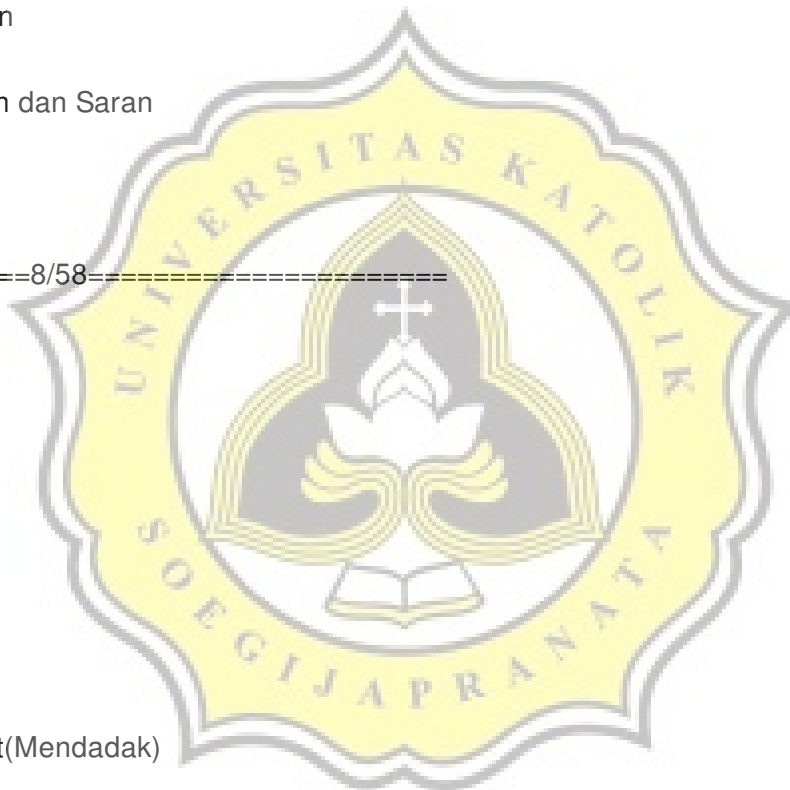 n
n dan Saran
==8/58======================
UNIVERSITAS KATOLIK
SOEGIJAPRANATA
t(Mendadak)